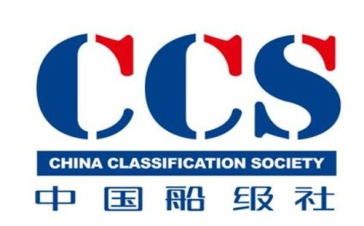 CCS
CHINA CLASSIFICATION SOCIETY
中国船级社